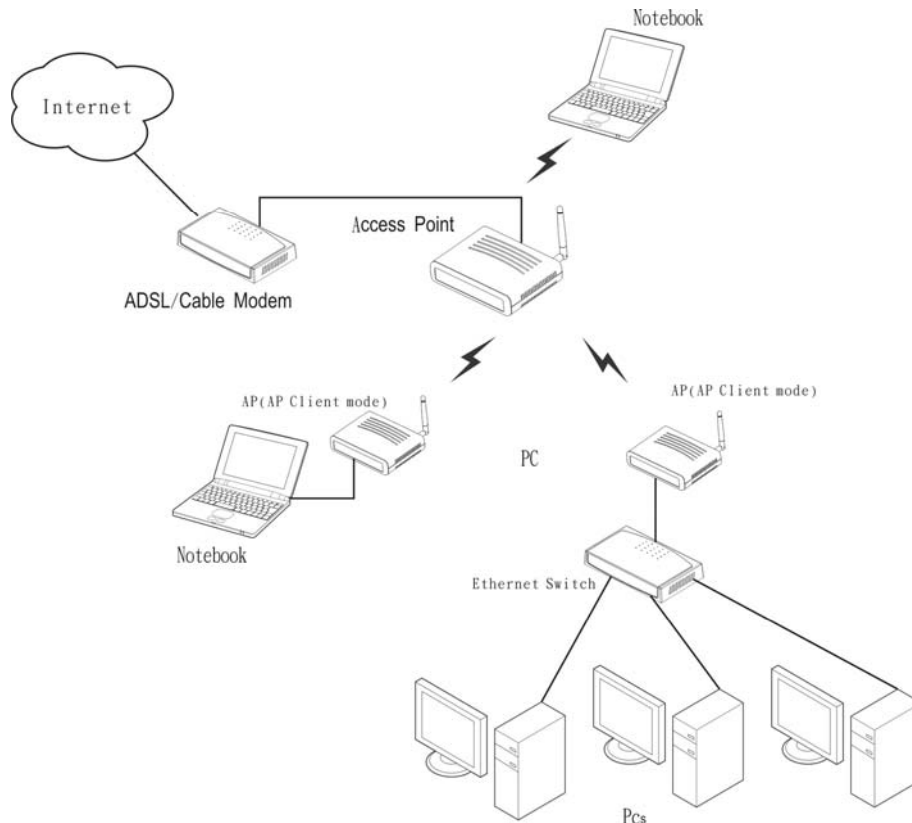 Notebook
Internet
Access Point
ADSL/Cable Modem
AP(AP Client mode)
AP(AP Client mode)
PC
Notebook
Ethernet Switch
PCs